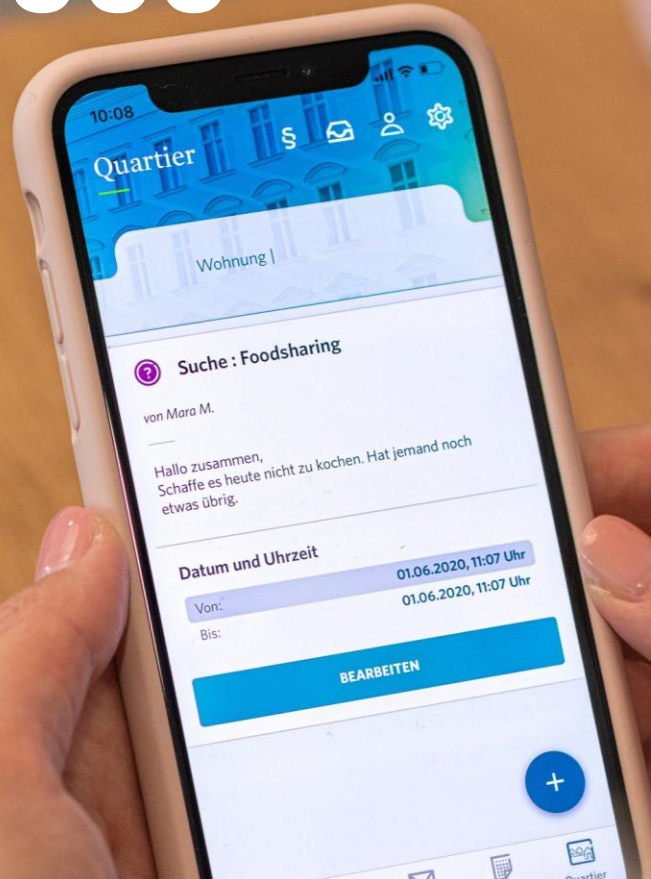 10:08
Quartier
§
Wohnung |
? Suche : Foodsharing
von Mara M.
Hallo zusammen,
Schaffe es heute nicht zu kochen. Hat jemand noch
etwas übrig.
Datum und Uhrzeit
Von: 01.06.2020, 11:07 Uhr
Bis: 01.06.2020, 11:07 Uhr
BEARBEITEN
+
Quartier